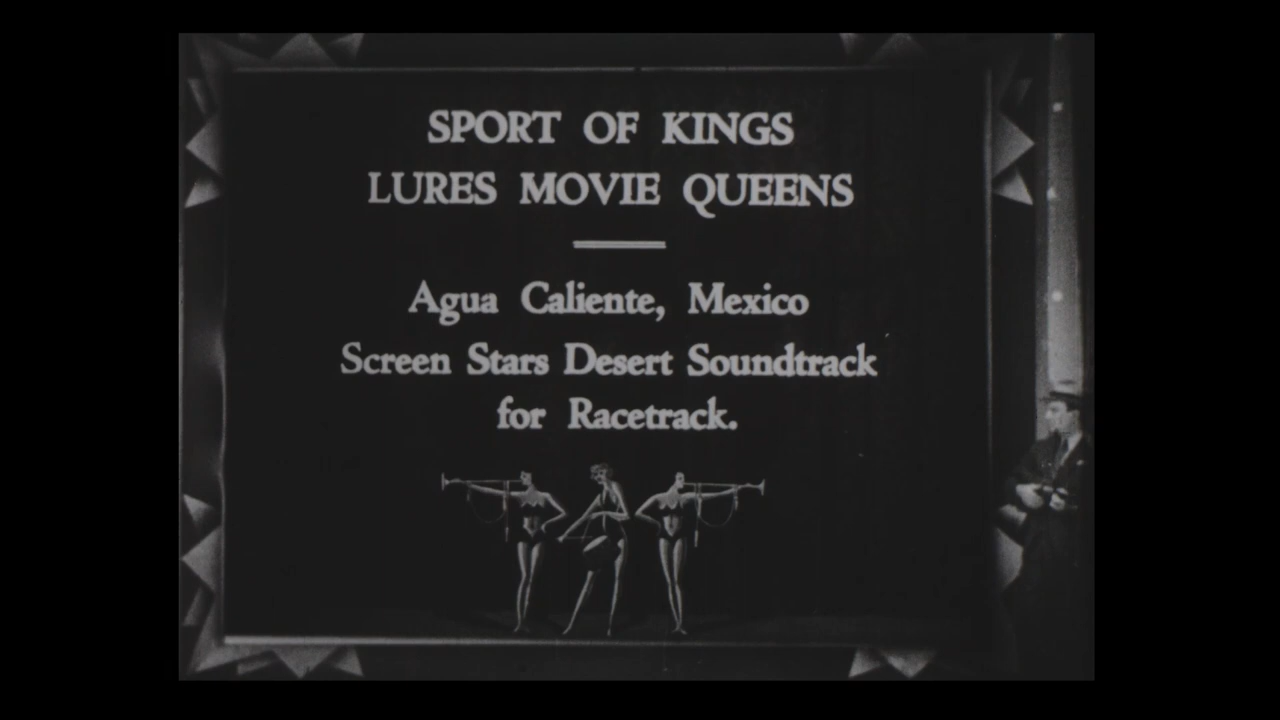 SPORT OF KINGS
LURES MOVIE QUEENS
Agua Caliente, Mexico
Screen Stars Desert Soundtrack
for Racetrack.